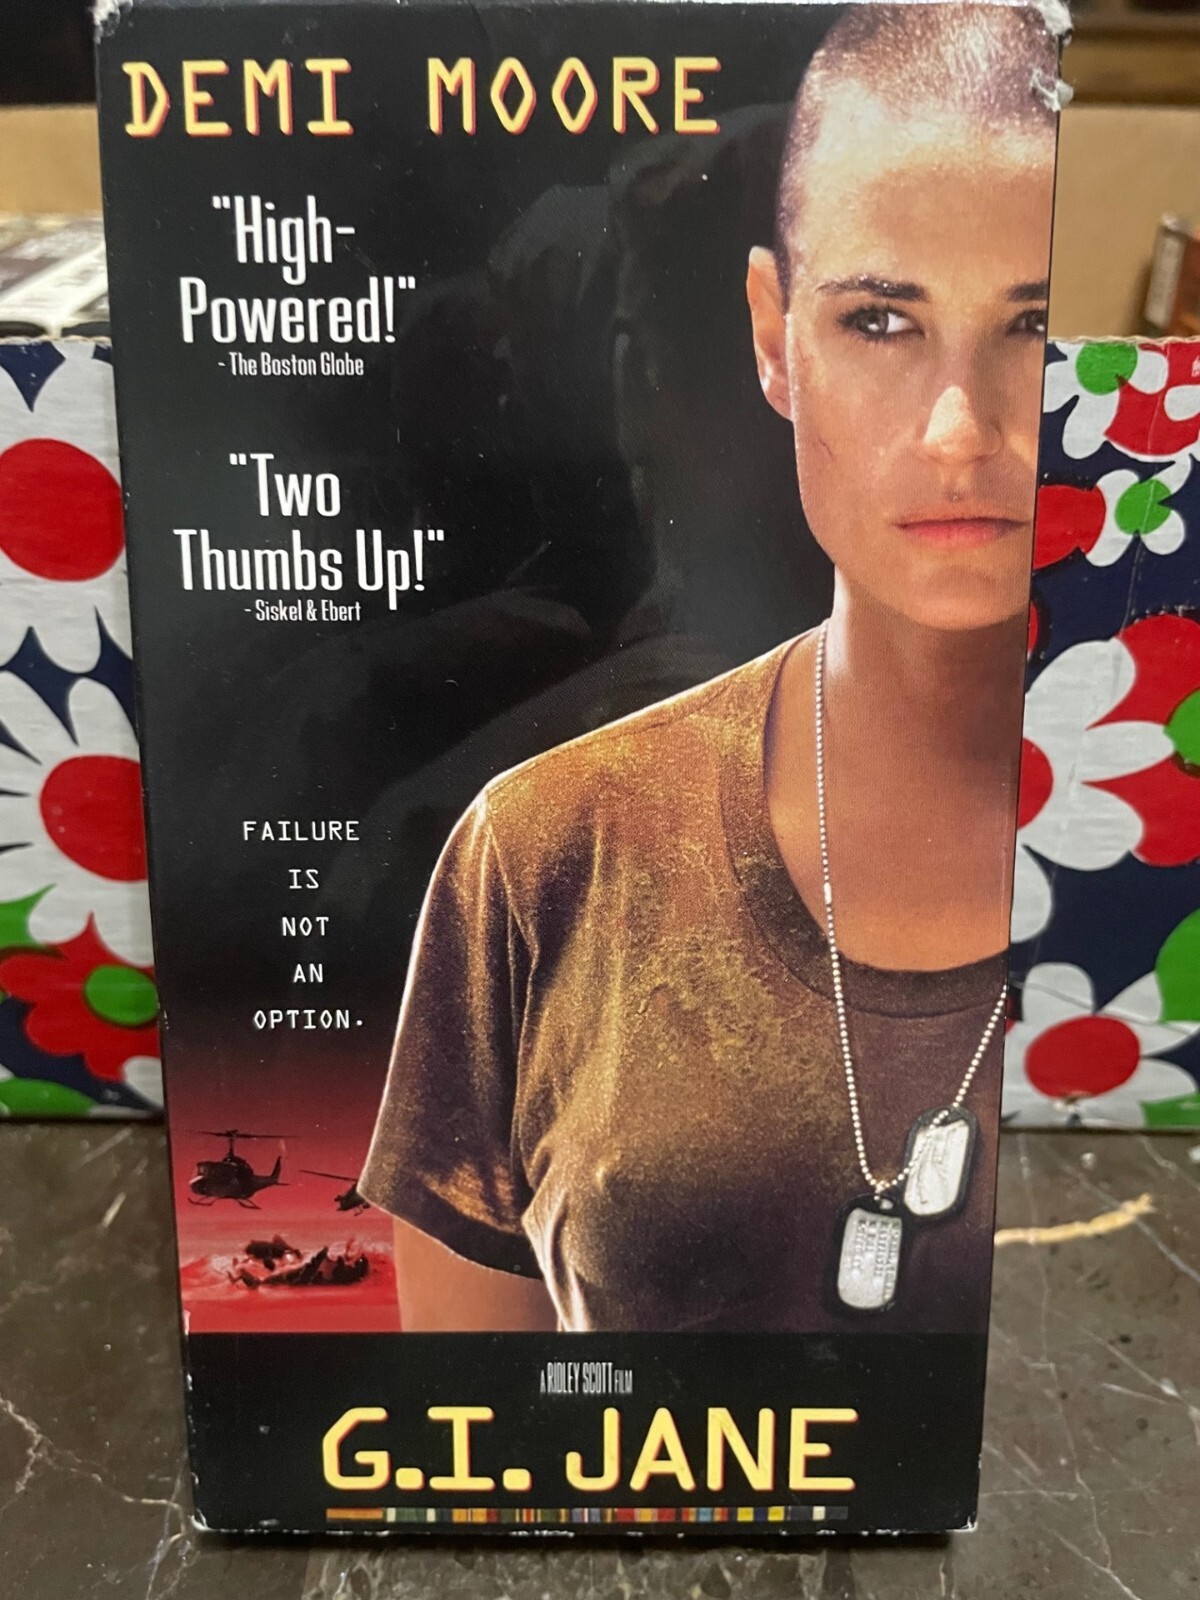 DEMI MOORE
"High-
Powered!"
- The Boston Globe
"Two
Thumbs Up!"
- Siskel & Ebert
FAILURE
IS
NOT
AN
OPTION.
A RIDLEY SCOTT FILM
G.I. JANE